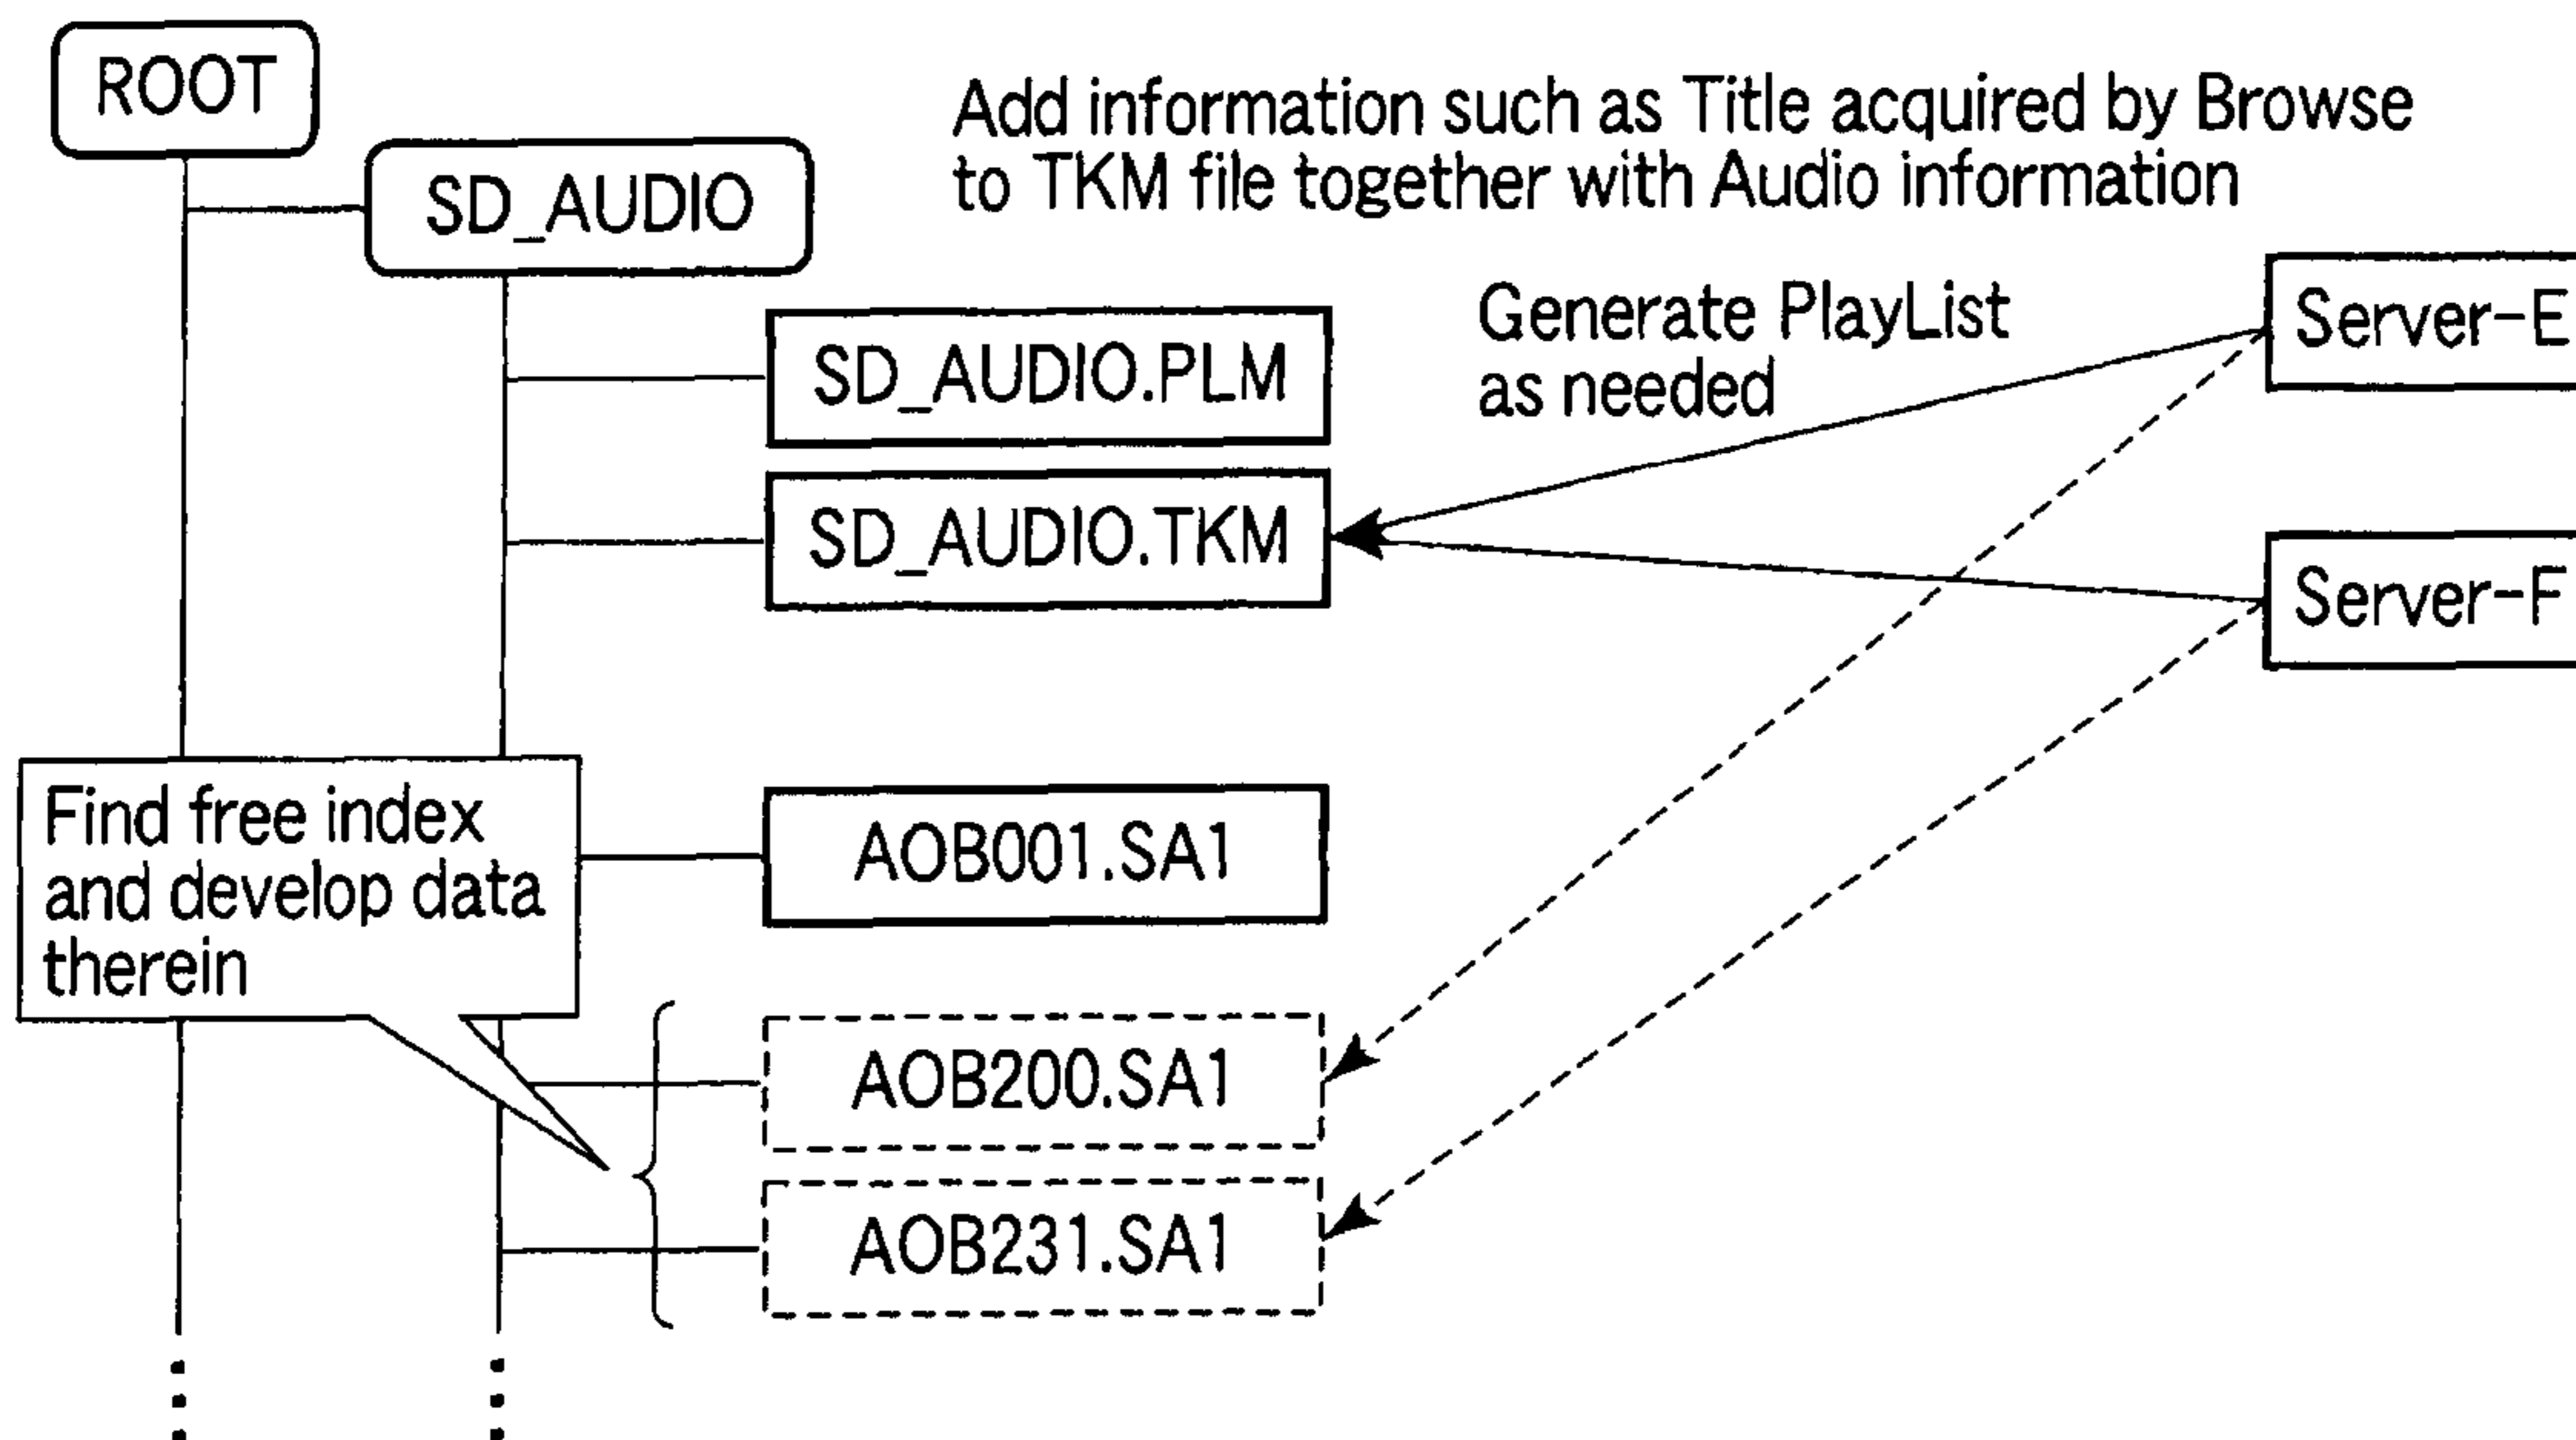 ROOT
SD_AUDIO
Add information such as Title acquired by Browse
to TKM file together with Audio information
SD_AUDIO.PLM
Generate PlayList
as needed
Server-E
SD_AUDIO.TKM
Server-F
Find free index
and develop data
therein
AOB001.SA1
AOB200.SA1
AOB231.SA1